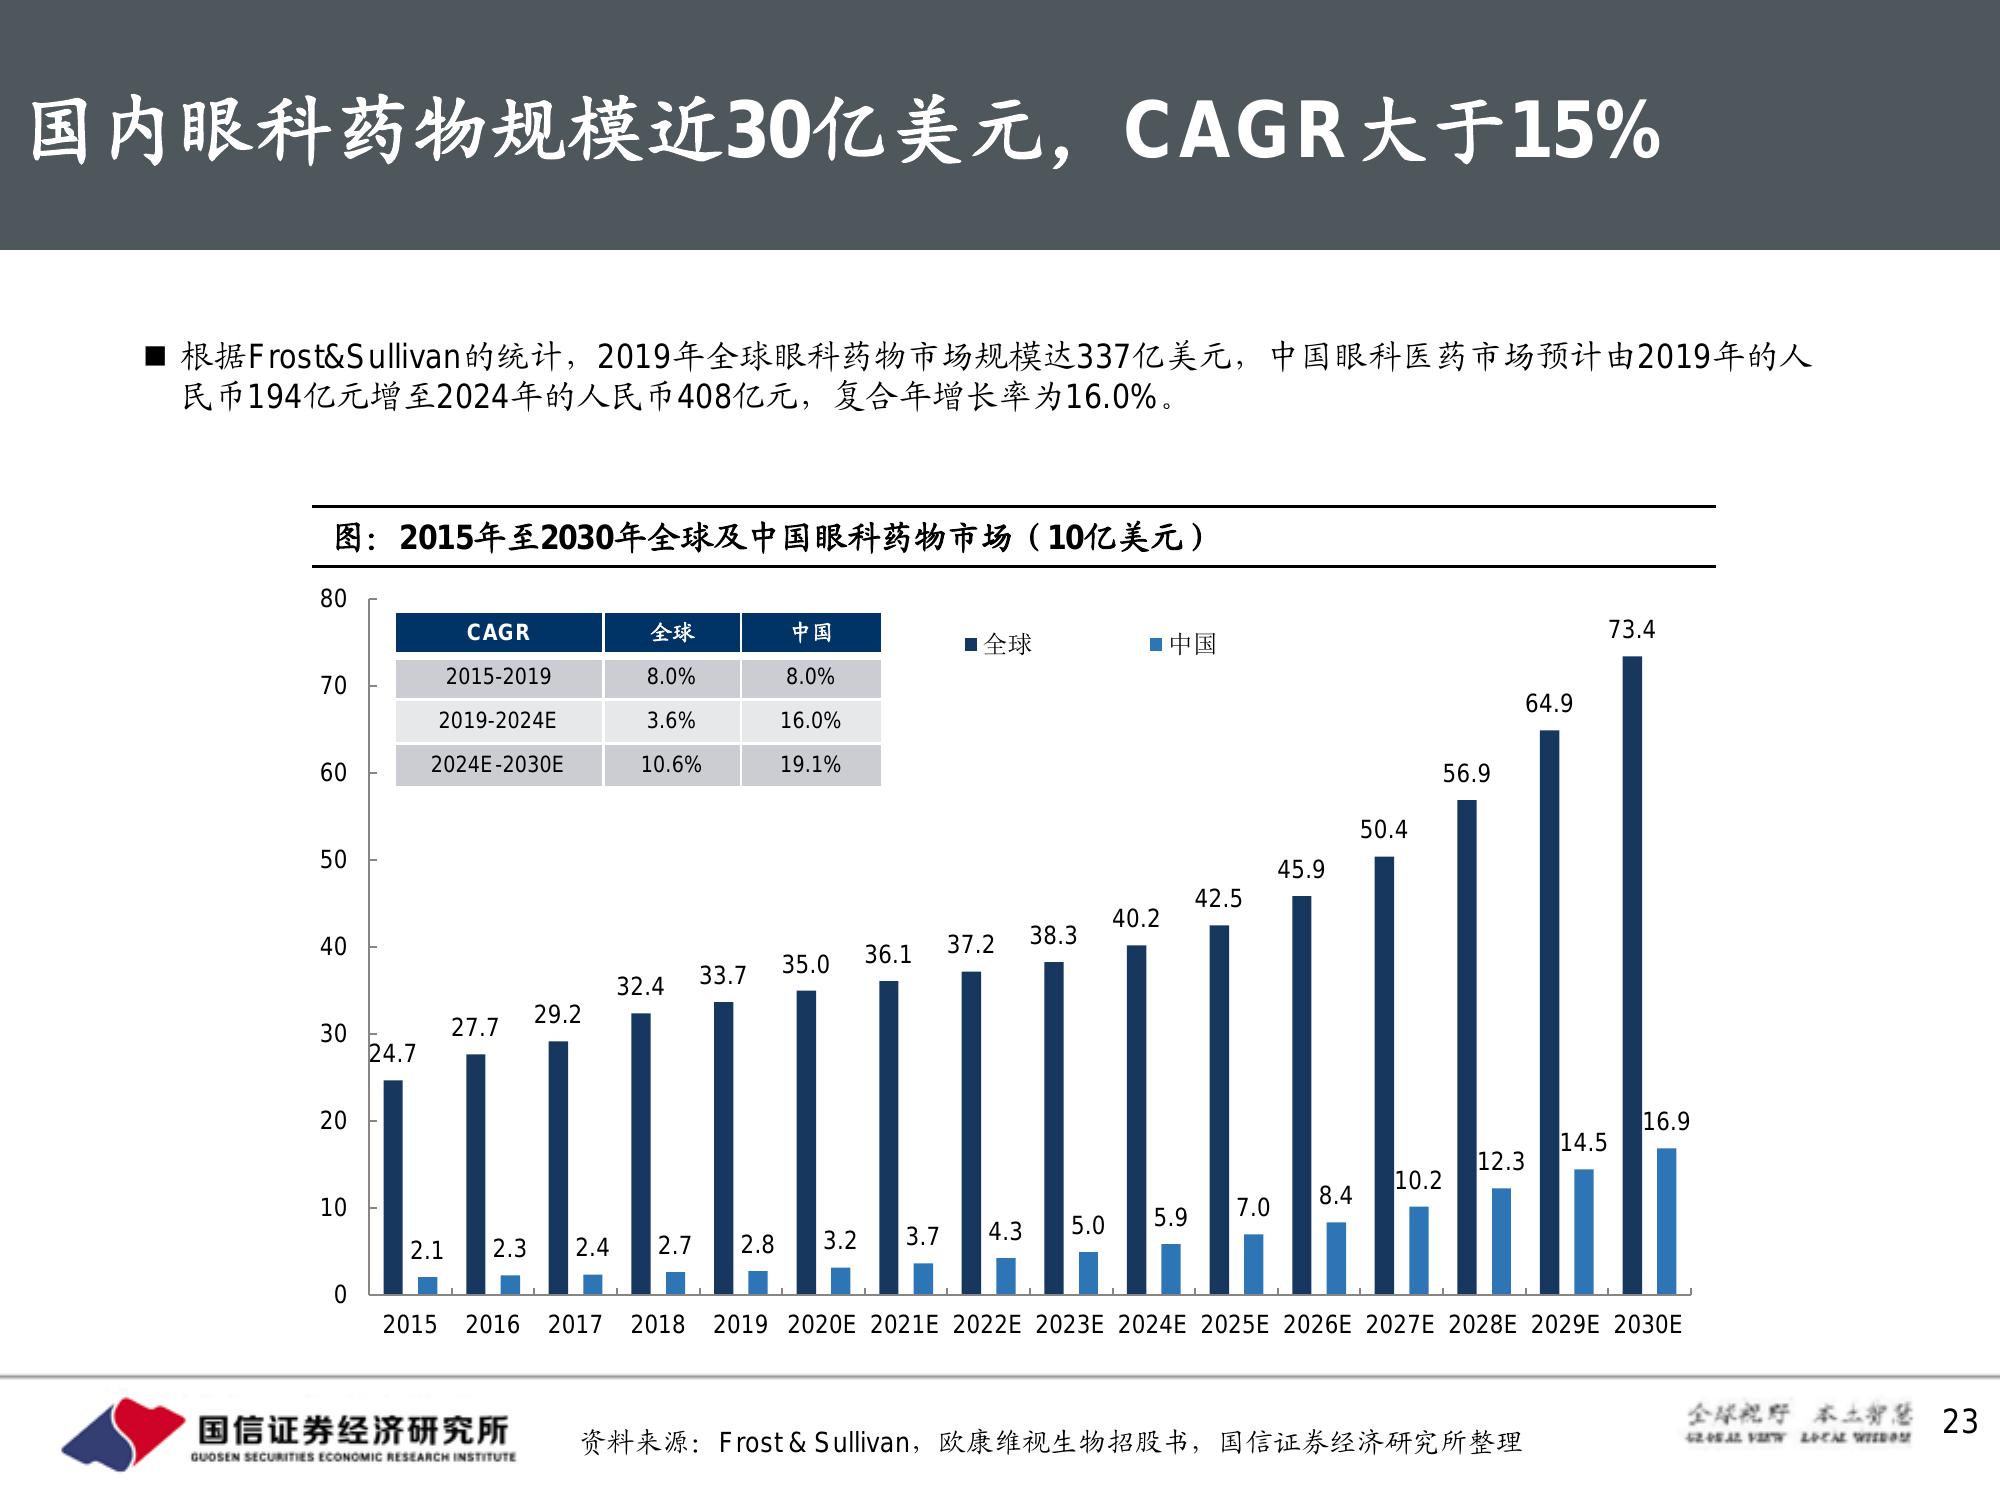 国内眼科药物规模近30亿美元，CAGR大于15%
■ 根据Frost&Sullivan的统计，2019年全球眼科药物市场规模达337亿美元，中国眼科医药市场预计由2019年的人
民币194亿元增至2024年的人民币408亿元，复合年增长率为16.0%。
图：2015年至2030年全球及中国眼科药物市场（10亿美元）
CAGR 全球 中国
2015-2019 8.0% 8.0%
2019-2024E 3.6% 16.0%
2024E-2030E 10.6% 19.1%
全球 中国
80
70
60
50
40
30
20
10
0
24.7 27.7 29.2 32.4 33.7 35.0 36.1 37.2 38.3 40.2 42.5 45.9 50.4 56.9 64.9 73.4
2.1 2.3 2.4 2.7 2.8 3.2 3.7 4.3 5.0 5.9 7.0 8.4 10.2 12.3 14.5 16.9
2015 2016 2017 2018 2019 2020E 2021E 2022E 2023E 2024E 2025E 2026E 2027E 2028E 2029E 2030E
国信证券经济研究所
GUOSEN SECURITIES ECONOMIC RESEARCH INSTITUTE
资料来源：Frost & Sullivan，欧康维视生物招股书，国信证券经济研究所整理
全球视野 本土智慧
GLOBAL VIEW LOCAL WISDOM
23